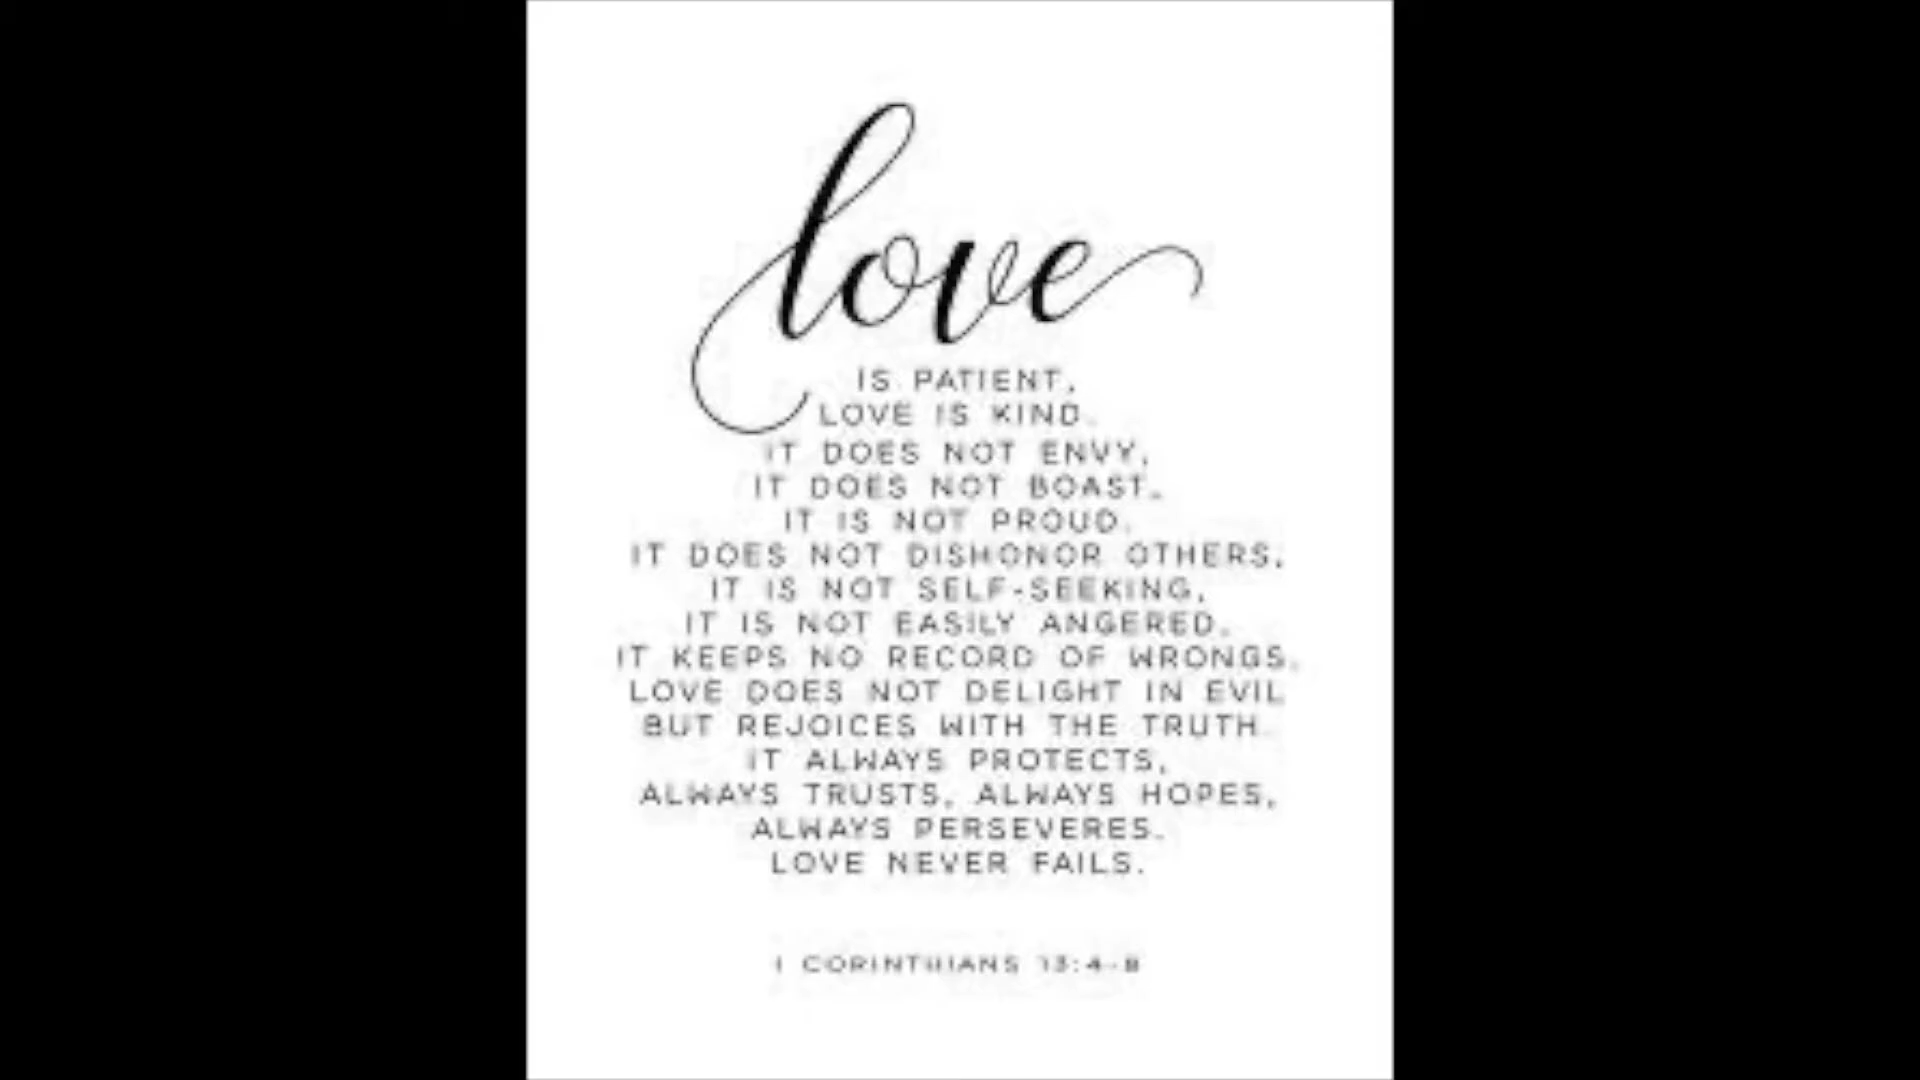 love
IS PATIENT,
LOVE IS KIND.
IT DOES NOT ENVY,
IT DOES NOT BOAST,
IT IS NOT PROUD.
IT DOES NOT DISHONOR OTHERS,
IT IS NOT SELF-SEEKING,
IT IS NOT EASILY ANGERED,
IT KEEPS NO RECORD OF WRONGS.
LOVE DOES NOT DELIGHT IN EVIL
BUT REJOICES WITH THE TRUTH.
IT ALWAYS PROTECTS,
ALWAYS TRUSTS, ALWAYS HOPES,
ALWAYS PERSEVERES.
LOVE NEVER FAILS.
1 CORINTHIANS 13:4-8